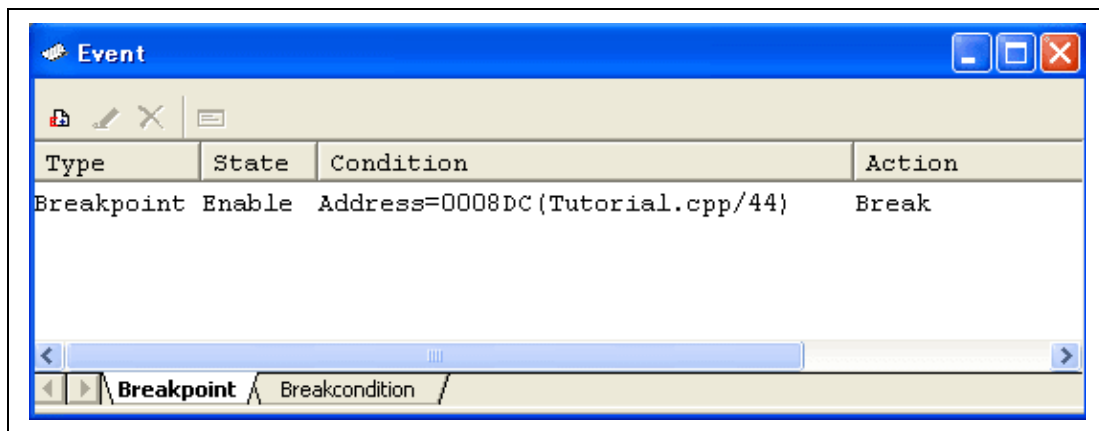 Event
Type State Condition Action
Breakpoint Enable Address=0008DC(Tutorial.cpp/44) Break
Breakpoint Breakcondition